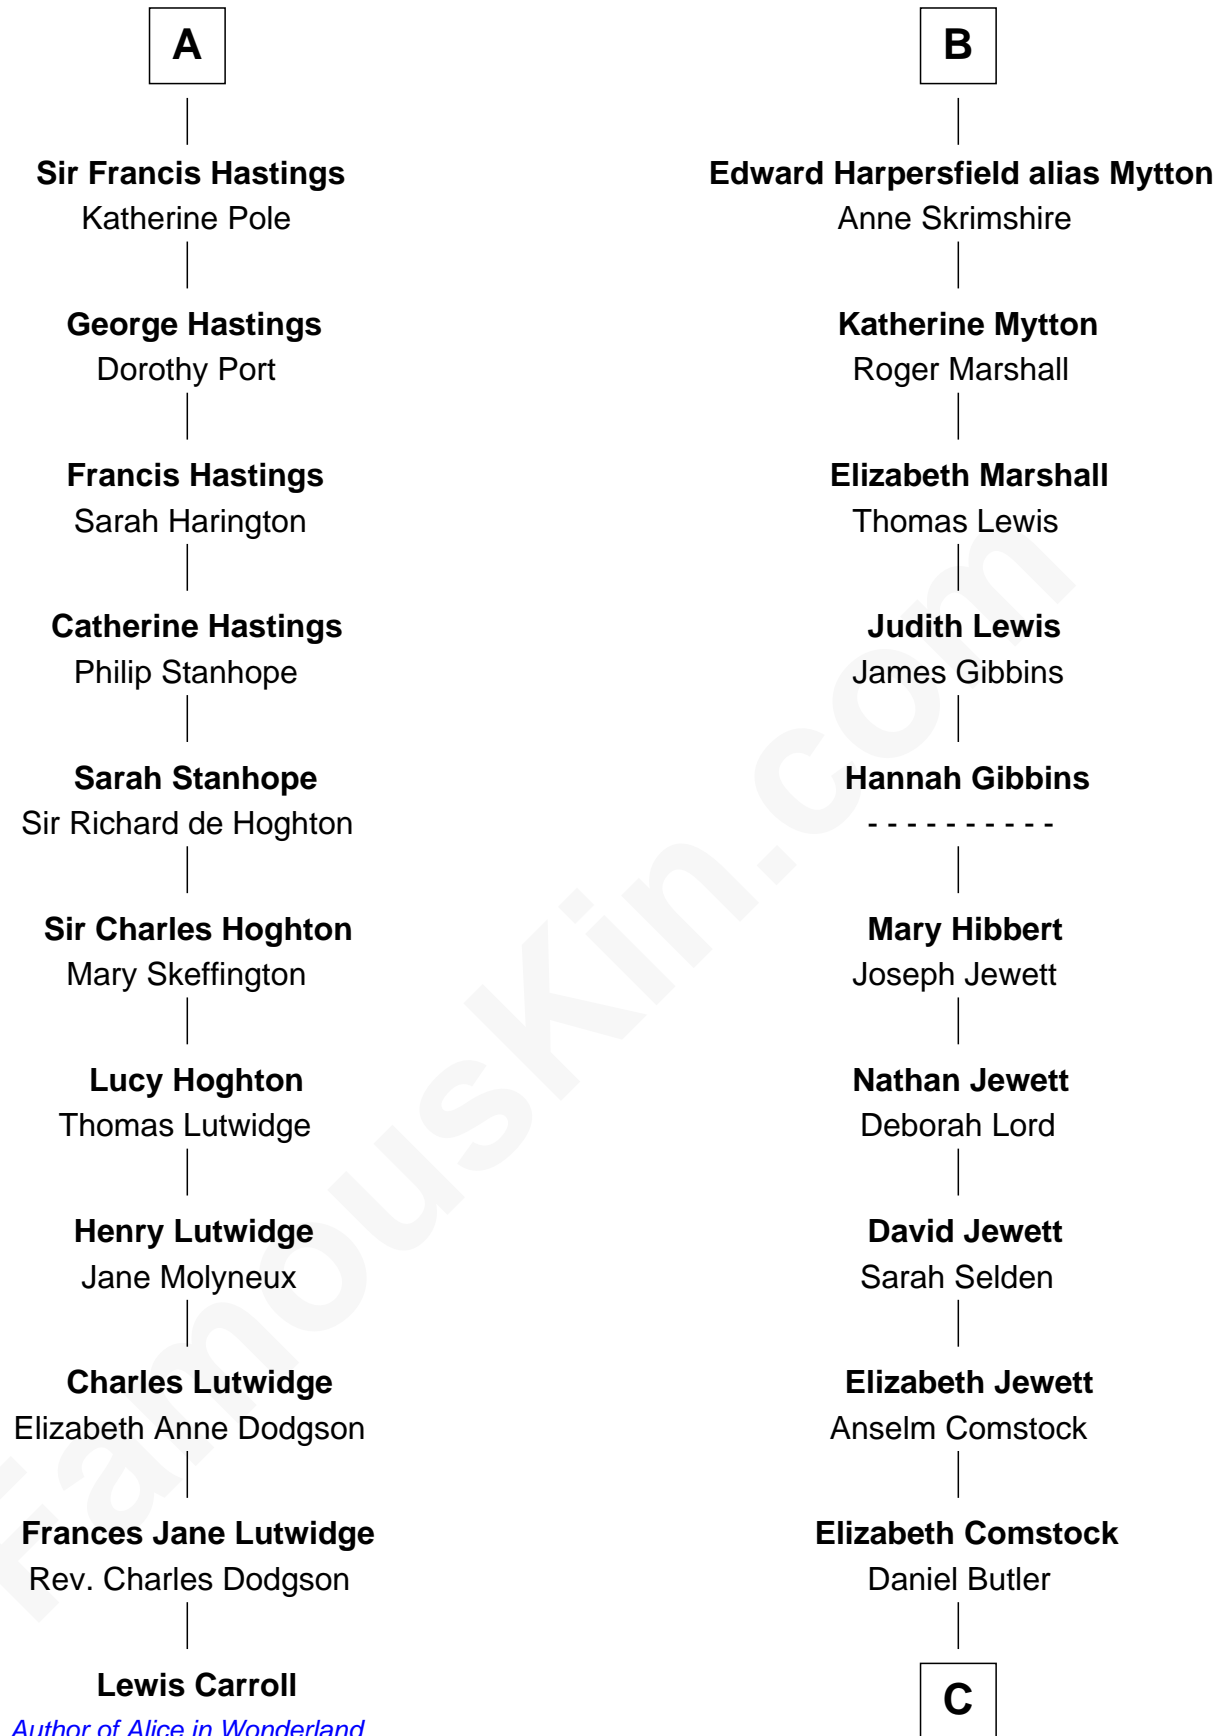 A
Sir Francis Hastings
Katherine Pole
George Hastings
Dorothy Port
Francis Hastings
Sarah Harington
Catherine Hastings
Philip Stanhope
Sarah Stanhope
Sir Richard de Hoghton
Sir Charles Hoghton
Mary Skeffington
Lucy Hoghton
Thomas Lutwidge
Henry Lutwidge
Jane Molyneux
Charles Lutwidge
Elizabeth Anne Dodgson
Frances Jane Lutwidge
Rev. Charles Dodgson
Lewis Carroll
Author of Alice in Wonderland
B
Edward Harpersfield alias Mytton
Anne Skrimshire
Katherine Mytton
Roger Marshall
Elizabeth Marshall
Thomas Lewis
Judith Lewis
James Gibbins
Hannah Gibbins
- - - - - - - - - -
Mary Hibbert
Joseph Jewett
Nathan Jewett
Deborah Lord
David Jewett
Sarah Selden
Elizabeth Jewett
Anselm Comstock
Elizabeth Comstock
Daniel Butler
C
FamousKin.com